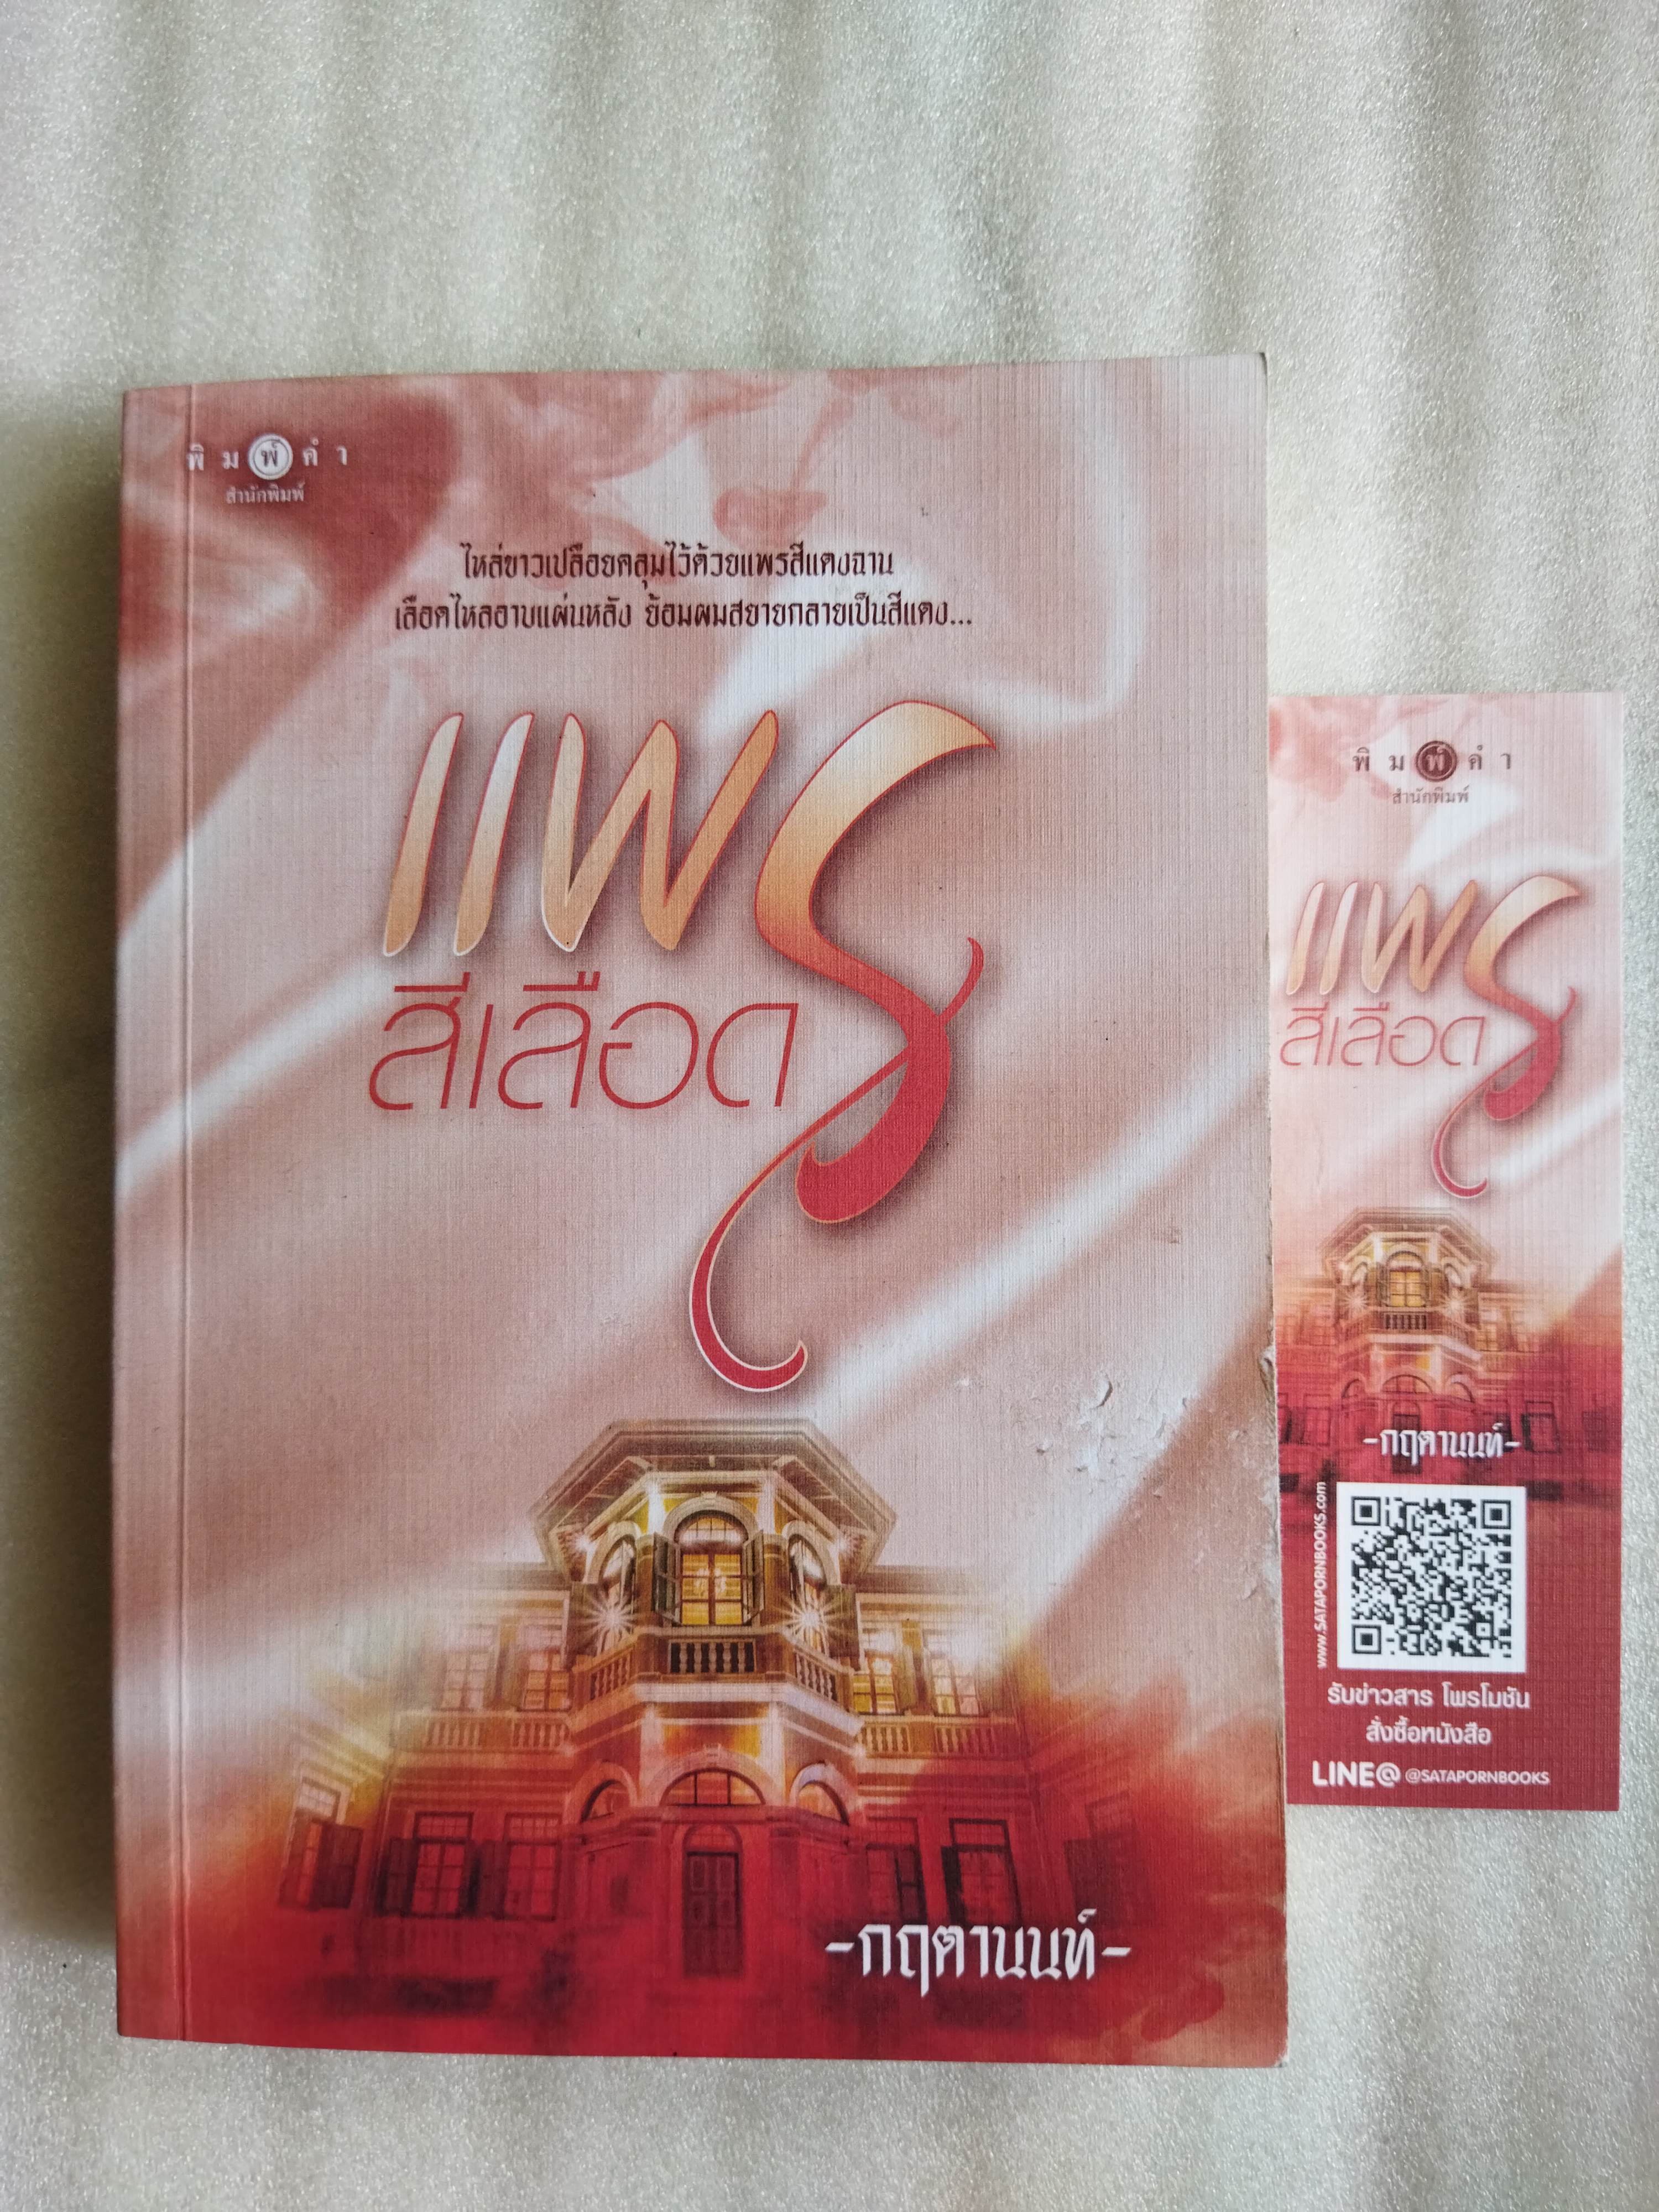 พิมพ์คำ
สำนักพิมพ์
ไหล่ขาวเปลือยคลุมไว้ด้วยแพรสีแดงฉาน
เลือดไหลอาบแผ่นหลัง ย้อมผมสยายกลายเป็นสีแดง...
แพร
สีเลือด
-กฤตานนท์-
พิมพ์คำ
สำนักพิมพ์
แพร
สีเลือด
-กฤตานนท์-
www.SATAPORNBOOKS.com
รับข่าวสาร โพรโมชัน
สั่งซื้อหนังสือ
LINE@ @SATAPORNBOOKS